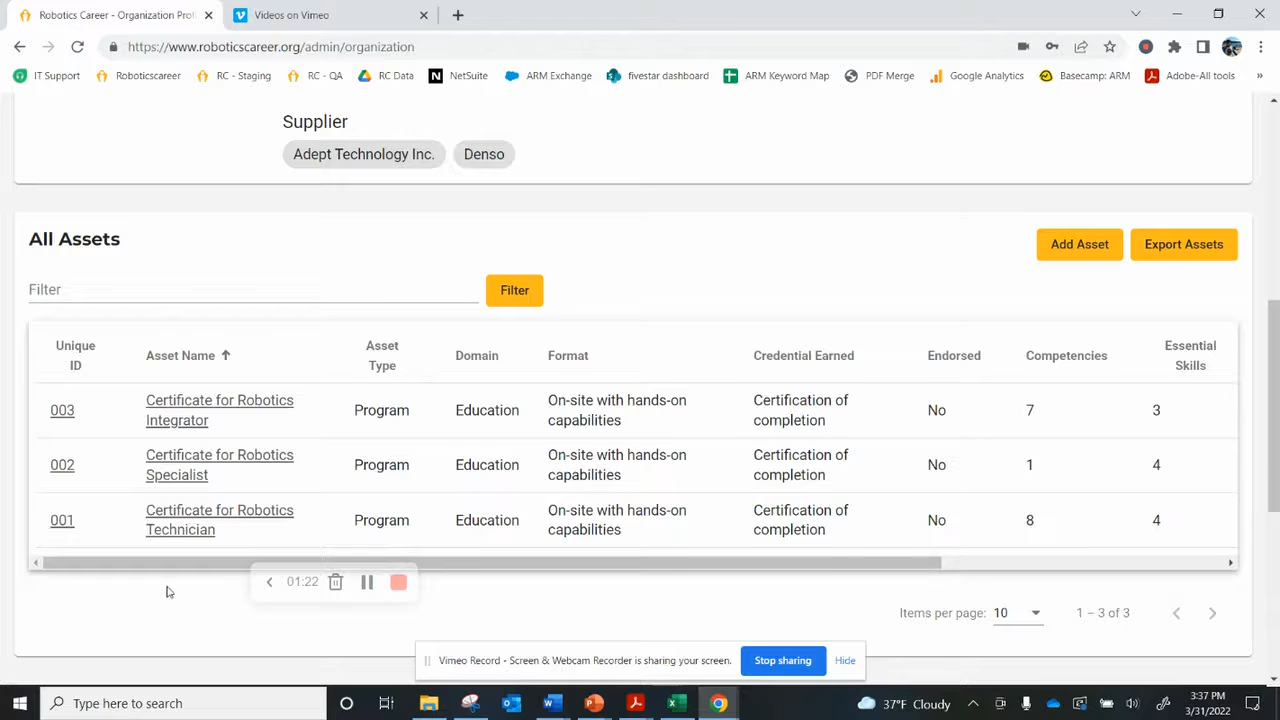 Robotics Career - Organization Prof
Videos on Vimeo
https://www.roboticscareer.org/admin/organization
IT Support
Roboticscareer
RC - Staging
RC - QA
RC Data
NetSuite
ARM Exchange
fivestar dashboard
ARM Keyword Map
PDF Merge
Google Analytics
Basecamp: ARM
Adobe-All tools
»
Supplier
Adept Technology Inc.
Denso
All Assets
Add Asset
Export Assets
Filter
Filter
Unique ID
Asset Name
Asset Type
Domain
Format
Credential Earned
Endorsed
Competencies
Essential Skills
003
Certificate for Robotics Integrator
Program
Education
On-site with hands-on capabilities
Certification of completion
No
7
3
002
Certificate for Robotics Specialist
Program
Education
On-site with hands-on capabilities
Certification of completion
No
1
4
001
Certificate for Robotics Technician
Program
Education
On-site with hands-on capabilities
Certification of completion
No
8
4
01:22
Items per page: 10
1 – 3 of 3
Vimeo Record - Screen & Webcam Recorder is sharing your screen.
Stop sharing
Hide
Type here to search
37°F Cloudy
3:37 PM
3/31/2022